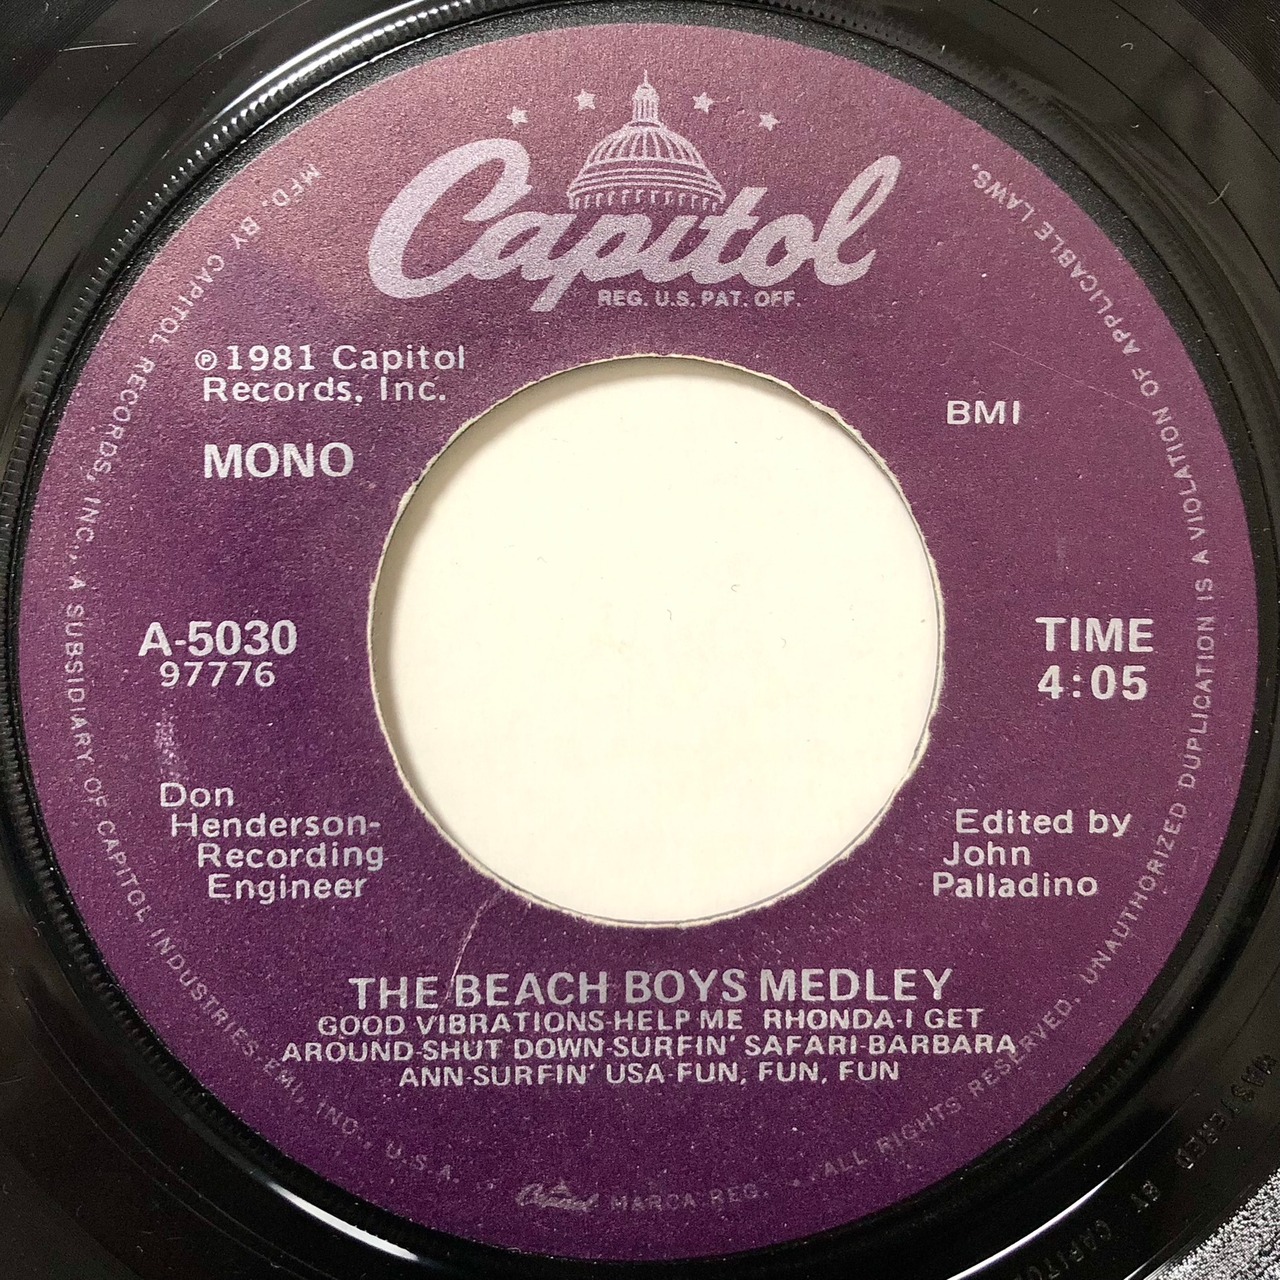 Capitol
REG. U.S. PAT. OFF.
℗1981 Capitol
Records, Inc.
MONO
BMI
A-5030
97776
TIME
4:05
Don
Henderson-
Recording
Engineer
Edited by
John
Palladino
THE BEACH BOYS MEDLEY
GOOD VIBRATIONS-HELP ME RHONDA-I GET
AROUND-SHUT DOWN-SURFIN' SAFARI-BARBARA
ANN-SURFIN' USA-FUN, FUN, FUN
MFD. BY CAPITOL RECORDS, INC., A SUBSIDIARY OF CAPITOL INDUSTRIES-EMI, INC., U.S.A.
Capitol MARCA REG.
ALL RIGHTS RESERVED. UNAUTHORIZED DUPLICATION IS A VIOLATION OF APPLICABLE LAWS.
MASTERED BY